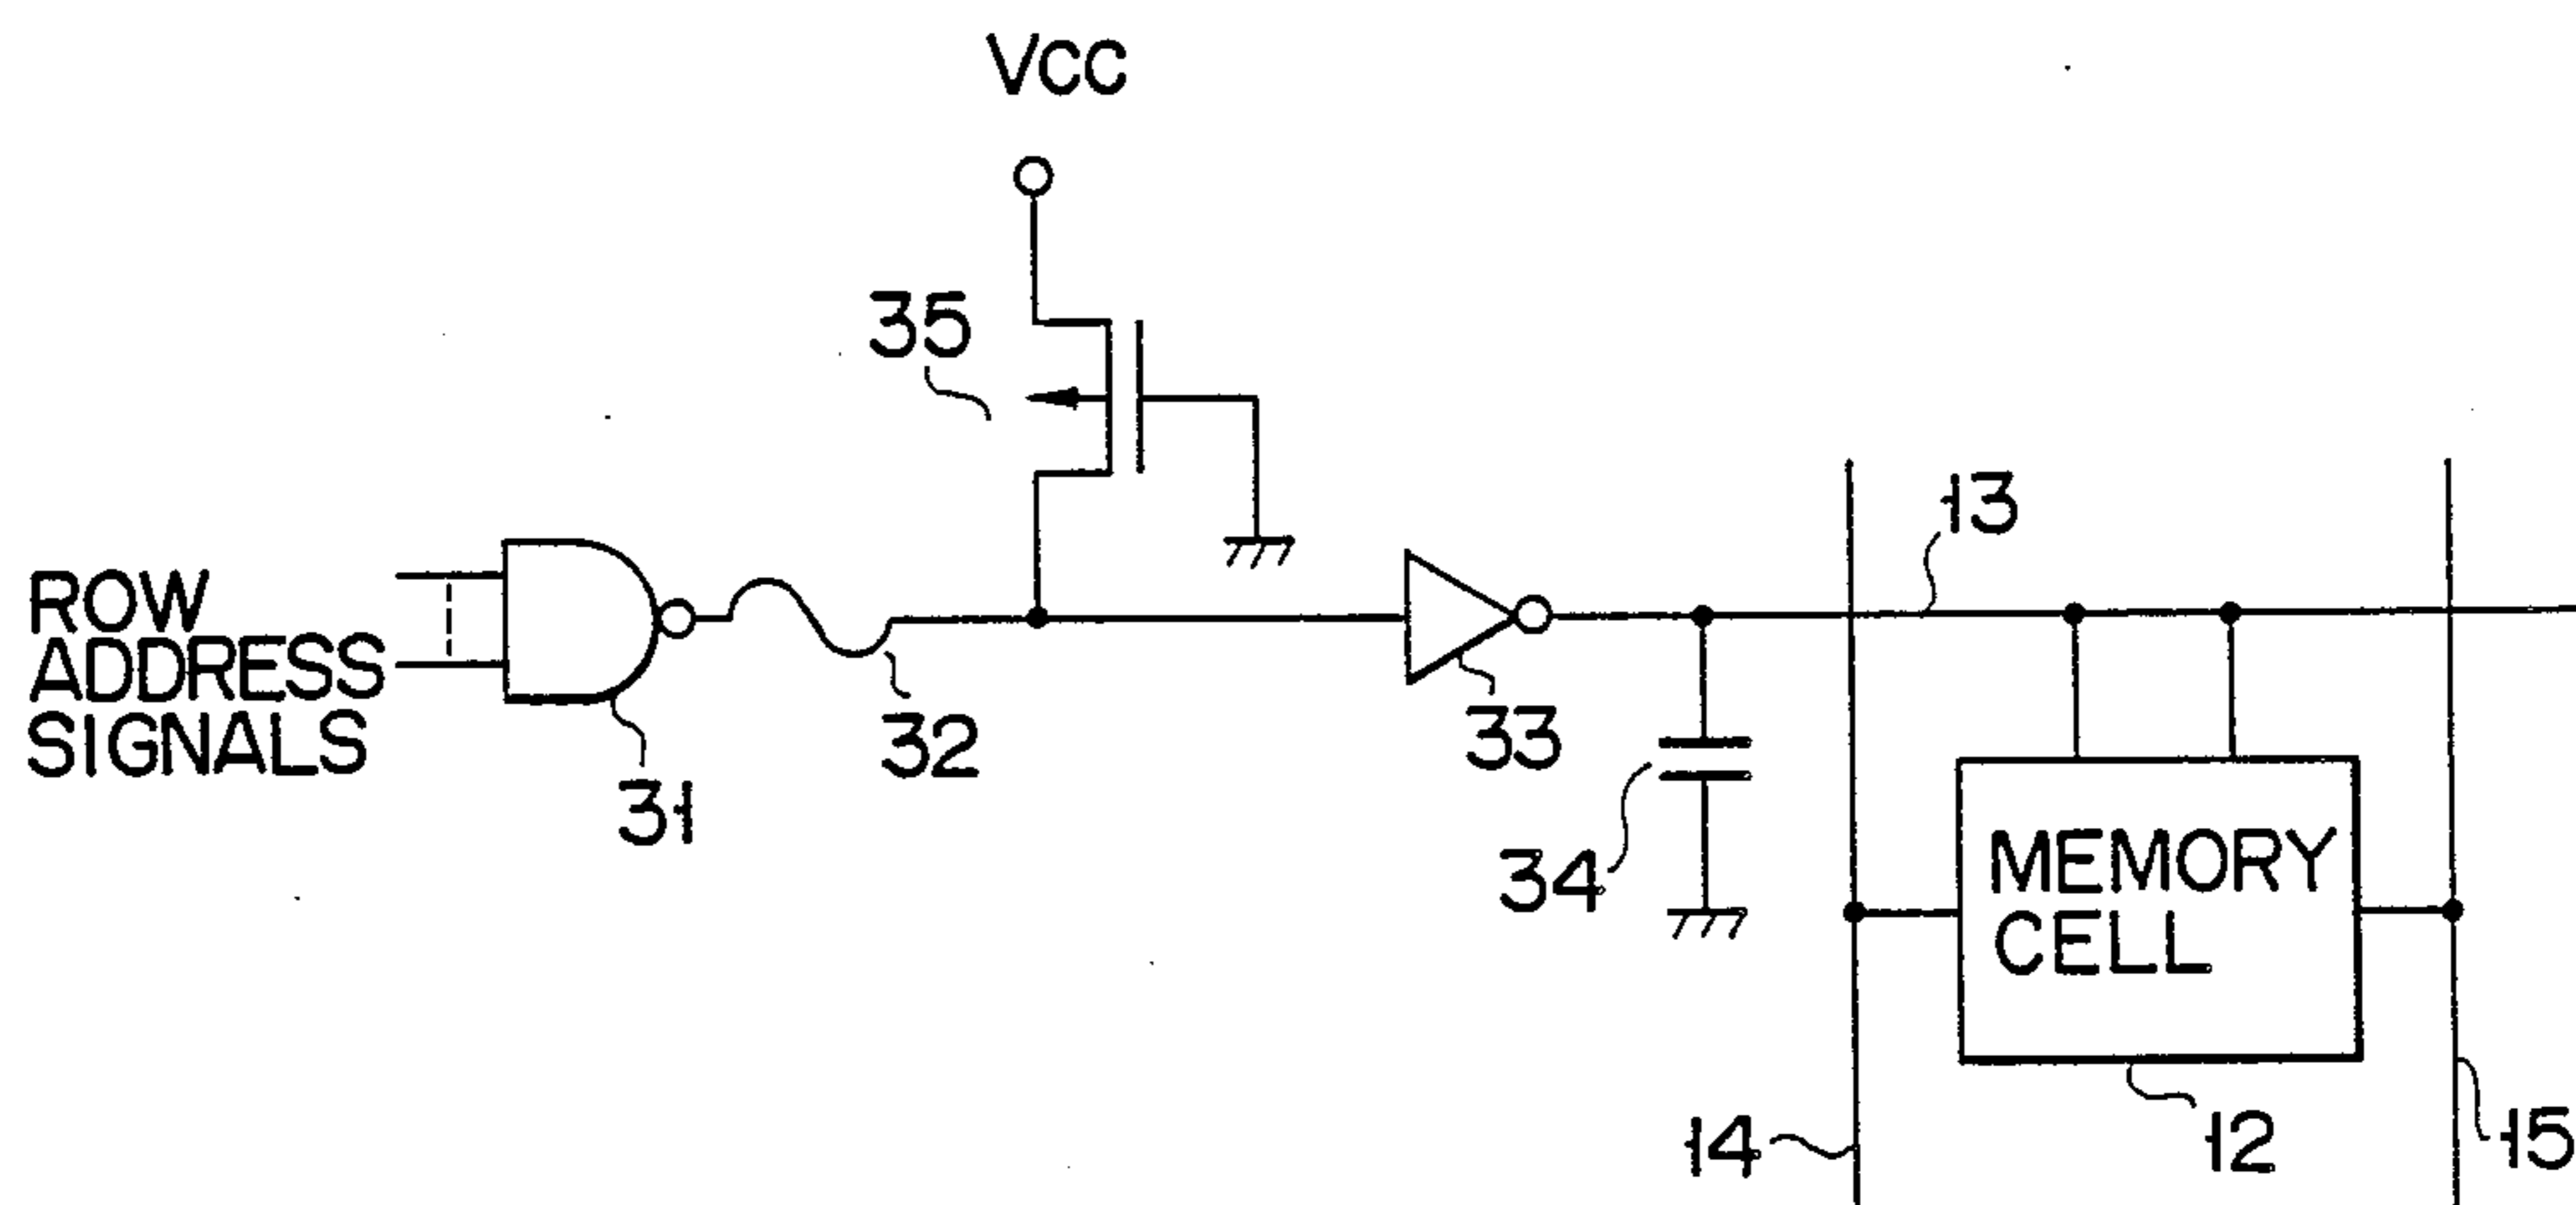 VCC
35
13
ROW
ADDRESS
SIGNALS
31
32
33
34
MEMORY
CELL
14
12
15